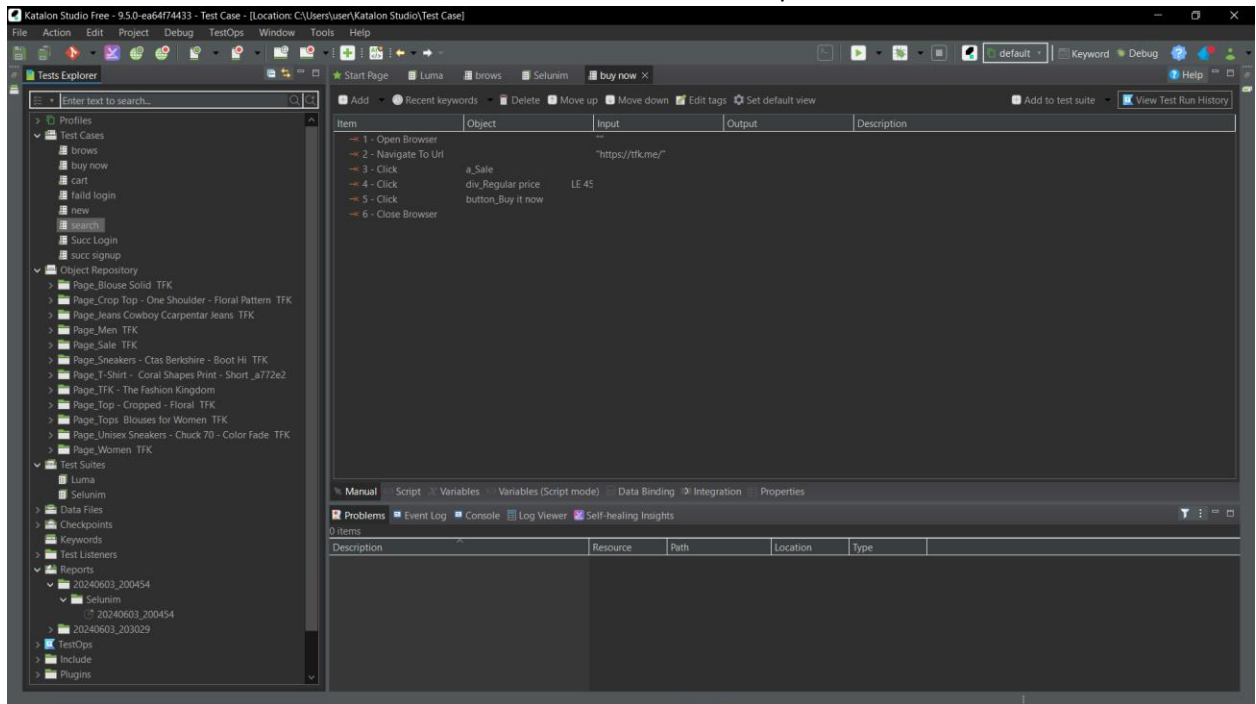 Katalon Studio Free - 9.5.0-ea64f74433 - Test Case - [Location: C:\Users\user\Katalon Studio\Test Case]
File Action Edit Project Debug TestOps Window Tools Help
default Keyword Debug
Tests Explorer
Start Page Luma brows Selunim buy now Help
Enter text to search...
Add Recent keywords Delete Move up Move down Edit tags Set default view Add to test suite View Test Run History
Profiles
Test Cases
brows
buy now
cart
faild login
new
search
Succ Login
succ signup
Object Repository
Page_Blouse Solid TFK
Page_Crop Top - One Shoulder - Floral Pattern TFK
Page_Jeans Cowboy Ccarpentar Jeans TFK
Page_Men TFK
Page_Sale TFK
Page_Sneakers - Ctas Berkshire - Boot Hi TFK
Page_T-Shirt - Coral Shapes Print - Short _a772e2
Page_TFK - The Fashion Kingdom
Page_Top - Cropped - Floral TFK
Page_Tops Blouses for Women TFK
Page_Unisex Sneakers - Chuck 70 - Color Fade TFK
Page_Women TFK
Test Suites
Luma
Selunim
Data Files
Checkpoints
Keywords
Test Listeners
Reports
20240603_200454
Selunim
20240603_200454
20240603_203029
TestOps
Include
Plugins
Item Object Input Output Description
1 - Open Browser ""
2 - Navigate To Url "https://tfk.me/"
3 - Click a_Sale
4 - Click div_Regular price LE 45
5 - Click button_Buy it now
6 - Close Browser
Manual Script Variables Variables (Script mode) Data Binding Integration Properties
Problems Event Log Console Log Viewer Self-healing Insights
0 items
Description Resource Path Location Type